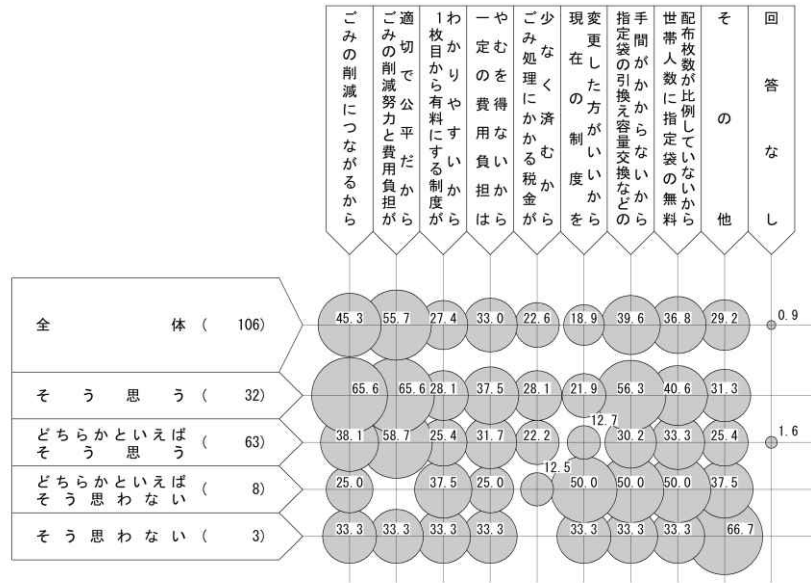 ごみの削減につながるから
適切で公平だから
ごみの削減努力と費用負担が
わかりやすいから
1枚目から有料にする制度が
やむを得ないから
一定の費用負担は
少なく済むから
ごみ処理にかかる税金が
変更した方がいいから
現在の制度を
手間がかからないから
指定袋の引換え容量交換などの
配布枚数が比例していないから
世帯人数に指定袋の無料
その他
回答なし
全体(106)
45.3 55.7 27.4 33.0 22.6 18.9 39.6 36.8 29.2 0.9
そう思う(32)
65.6 65.6 28.1 37.5 28.1 21.9 56.3 40.6 31.3
どちらかといえば
そう思う(63)
38.1 58.7 25.4 31.7 22.2 12.7 30.2 33.3 25.4 1.6
どちらかといえば
そう思わない(8)
25.0 37.5 25.0 12.5 50.0 50.0 50.0 37.5
そう思わない(3)
33.3 33.3 33.3 33.3 33.3 33.3 33.3 66.7